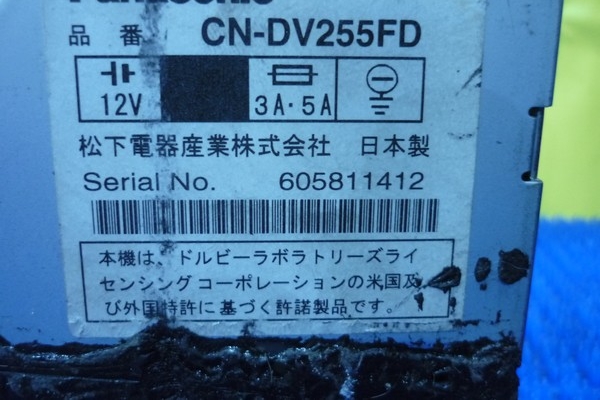 Panasonic
品 番 CN-DV255FD
12V 3A·5A
松下電器産業株式会社 日本製
Serial No. 605811412
本機は、ドルビーラボラトリーズライ
センシングコーポレーションの米国及
び外国特許に基づく許諾製品です。